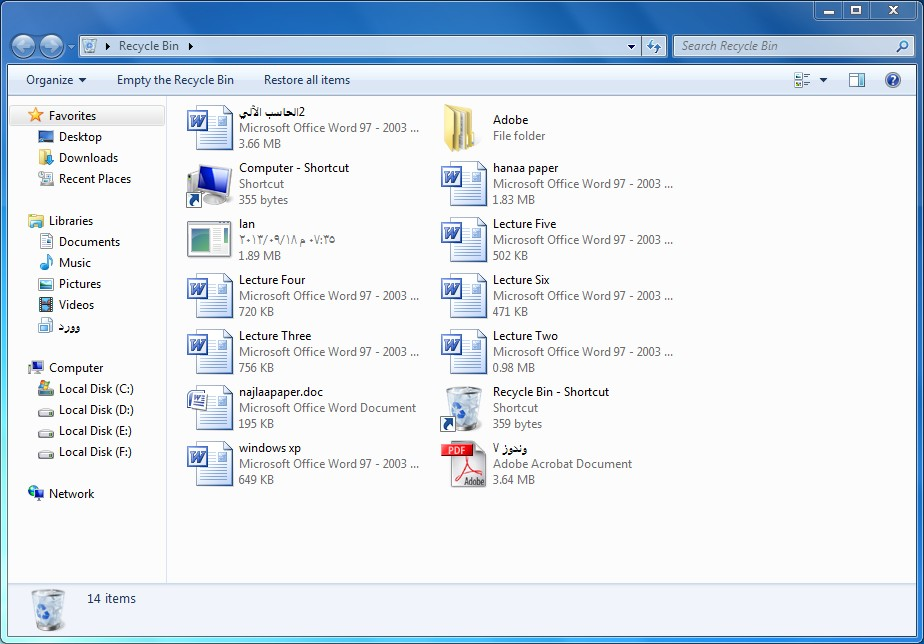 Recycle Bin
Search Recycle Bin
Organize
Empty the Recycle Bin
Restore all items
Favorites
Desktop
Downloads
Recent Places
Libraries
Documents
Music
Pictures
Videos
وورد
Computer
Local Disk (C:)
Local Disk (D:)
Local Disk (E:)
Local Disk (F:)
Network
الحاسب الآلي2
Microsoft Office Word 97 - 2003 ...
3.66 MB
Adobe
File folder
Computer - Shortcut
Shortcut
355 bytes
hanaa paper
Microsoft Office Word 97 - 2003 ...
1.83 MB
lan
٠٧:٣٥ م ٢٠١٣/٠٩/١٨
1.89 MB
Lecture Five
Microsoft Office Word 97 - 2003 ...
502 KB
Lecture Four
Microsoft Office Word 97 - 2003 ...
720 KB
Lecture Six
Microsoft Office Word 97 - 2003 ...
471 KB
Lecture Three
Microsoft Office Word 97 - 2003 ...
756 KB
Lecture Two
Microsoft Office Word 97 - 2003 ...
0.98 MB
najlaapaper.doc
Microsoft Office Word Document
195 KB
Recycle Bin - Shortcut
Shortcut
359 bytes
windows xp
Microsoft Office Word 97 - 2003 ...
649 KB
PDF
Adobe
وندوز ٧
Adobe Acrobat Document
3.64 MB
14 items